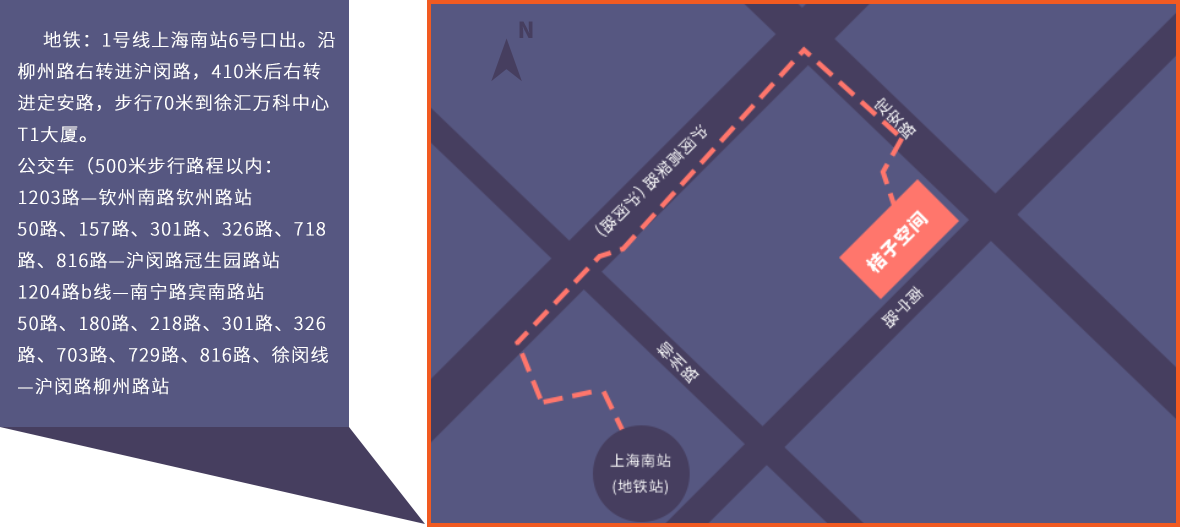 地铁：1号线上海南站6号口出。沿
柳州路右转进沪闵路，410米后右转
进定安路，步行70米到徐汇万科中心
T1大厦。
公交车（500米步行路程以内：
1203路—钦州南路钦州路站
50路、157路、301路、326路、718
路、816路—沪闵路冠生园路站
1204路b线—南宁路宾南路站
50路、180路、218路、301路、326
路、703路、729路、816路、徐闵线
—沪闵路柳州路站
N
定安路
沪闵高架路(沪闵路)
桔子空间
南宁路
柳州路
上海南站
(地铁站)